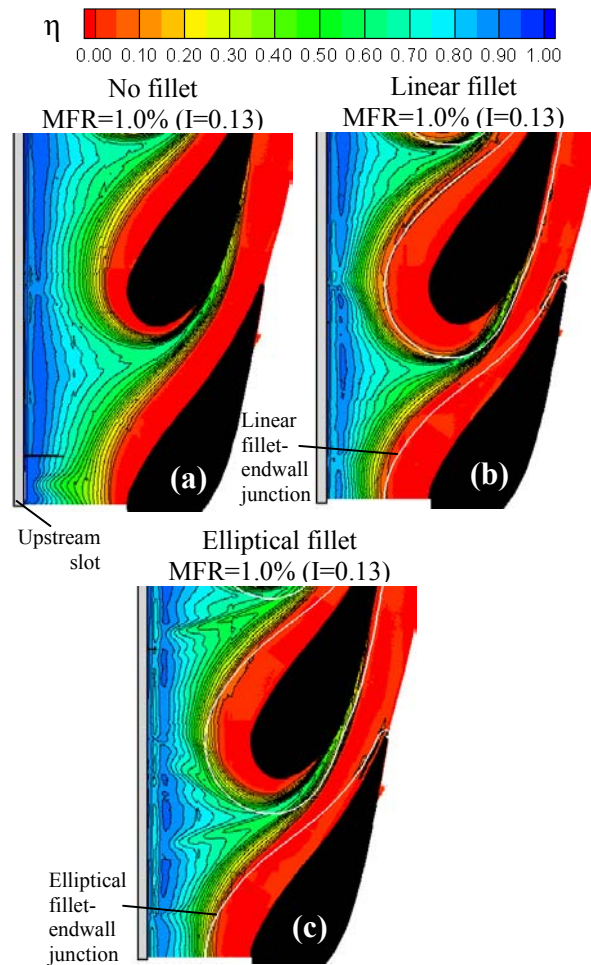 η
0.00 0.10 0.20 0.30 0.40 0.50 0.60 0.70 0.80 0.90 1.00
No fillet
MFR=1.0% (I=0.13)
Linear fillet
MFR=1.0% (I=0.13)
Linear
fillet-
endwall
junction
(a)
(b)
Upstream
slot
Elliptical fillet
MFR=1.0% (I=0.13)
Elliptical
fillet-
endwall
junction
(c)